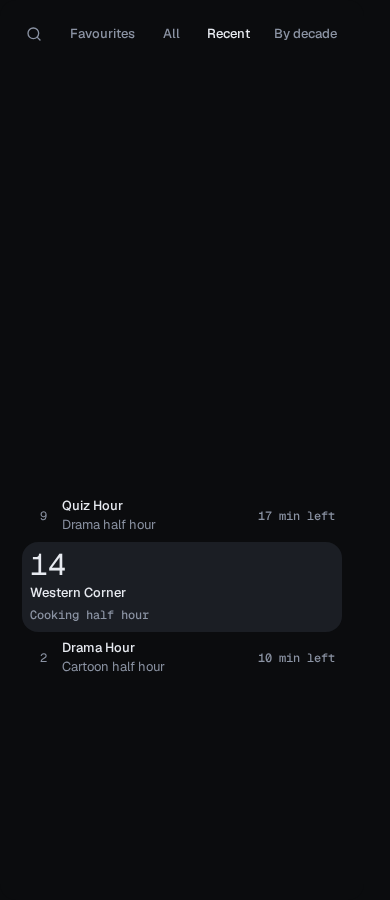 Favourites All Recent By decade
9 Quiz Hour 17 min left
Drama half hour
14
Western Corner
Cooking half hour
2 Drama Hour 10 min left
Cartoon half hour